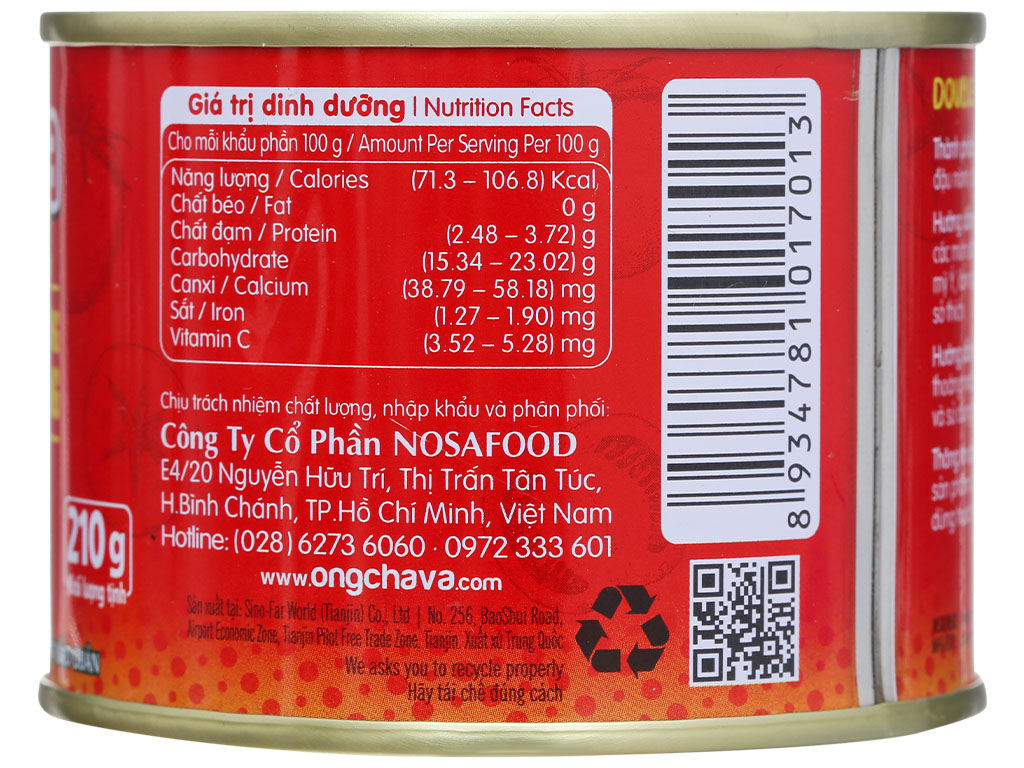 Giá trị dinh dưỡng | Nutrition Facts
Cho mỗi khẩu phần 100 g / Amount Per Serving Per 100 g
Năng lượng / Calories (71.3 – 106.8) Kcal
Chất béo / Fat 0 g
Chất đạm / Protein (2.48 – 3.72) g
Carbohydrate (15.34 – 23.02) g
Canxi / Calcium (38.79 – 58.18) mg
Sắt / Iron (1.27 – 1.90) mg
Vitamin C (3.52 – 5.28) mg
Chịu trách nhiệm chất lượng, nhập khẩu và phân phối:
Công Ty Cổ Phần NOSAFOOD
E4/20 Nguyễn Hữu Trí, Thị Trấn Tân Túc,
H.Bình Chánh, TP.Hồ Chí Minh, Việt Nam
Hotline: (028) 6273 6060 · 0972 333 601
www.ongchava.com
Sản xuất tại: Sino-Far World (Tianjin) Co., Ltd | No. 256, BaoShui Road,
Airport Economic Zone, Tianjin Pilot Free Trade Zone, Tianjin. Xuất xứ Trung Quốc
We asks you to recycle properly
Hãy tái chế đúng cách
8 934781 017013
210 g
lượng tịnh